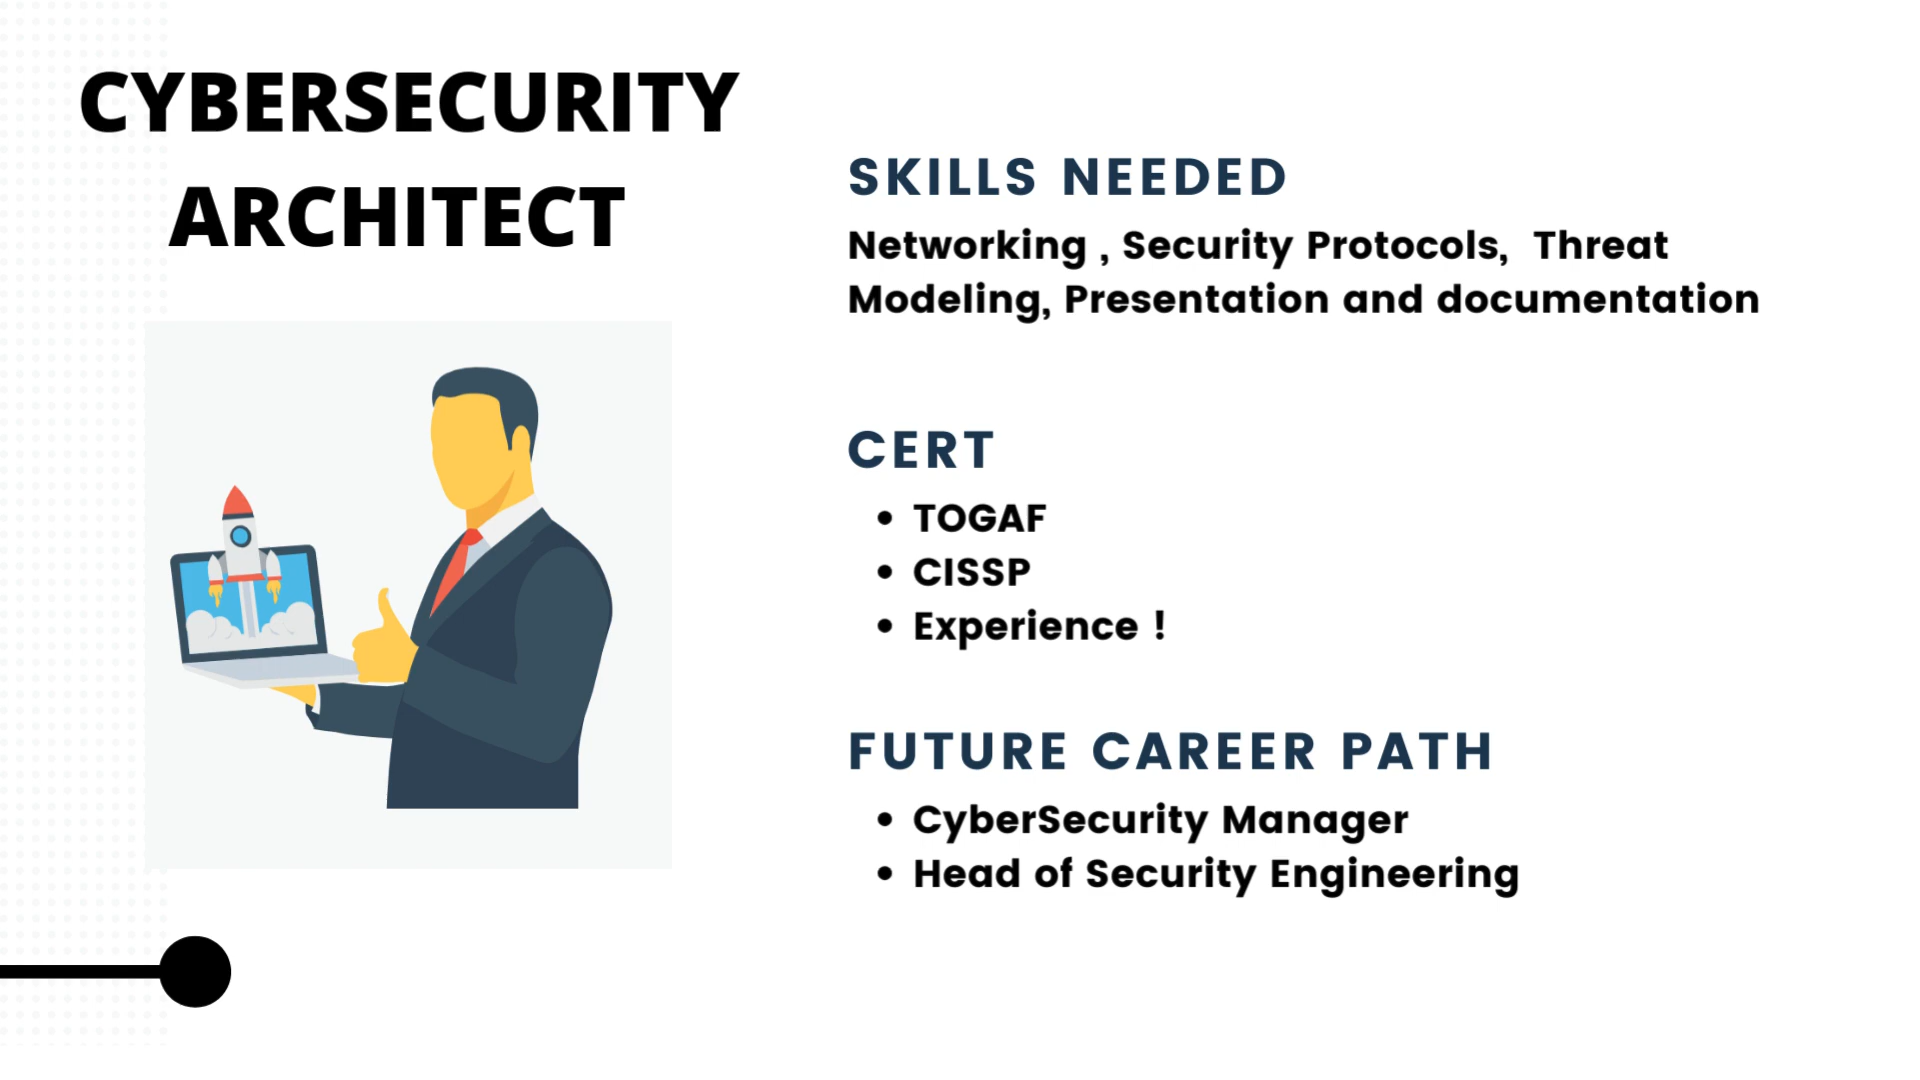 CYBERSECURITY
ARCHITECT
SKILLS NEEDED
Networking , Security Protocols,  Threat
Modeling, Presentation and documentation
CERT
• TOGAF
• CISSP
• Experience !
FUTURE CAREER PATH
• CyberSecurity Manager
• Head of Security Engineering